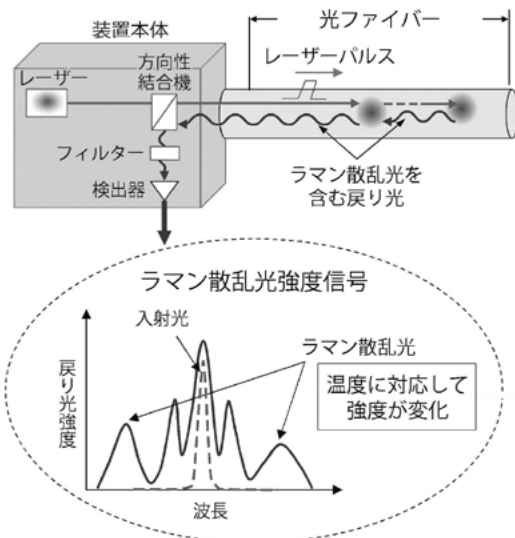 光ファイバー
装置本体
レーザー
方向性
結合機
レーザーパルス
フィルター
検出器
ラマン散乱光を
含む戻り光
ラマン散乱光強度信号
入射光
ラマン散乱光
温度に対応して
強度が変化
戻り光強度
波長